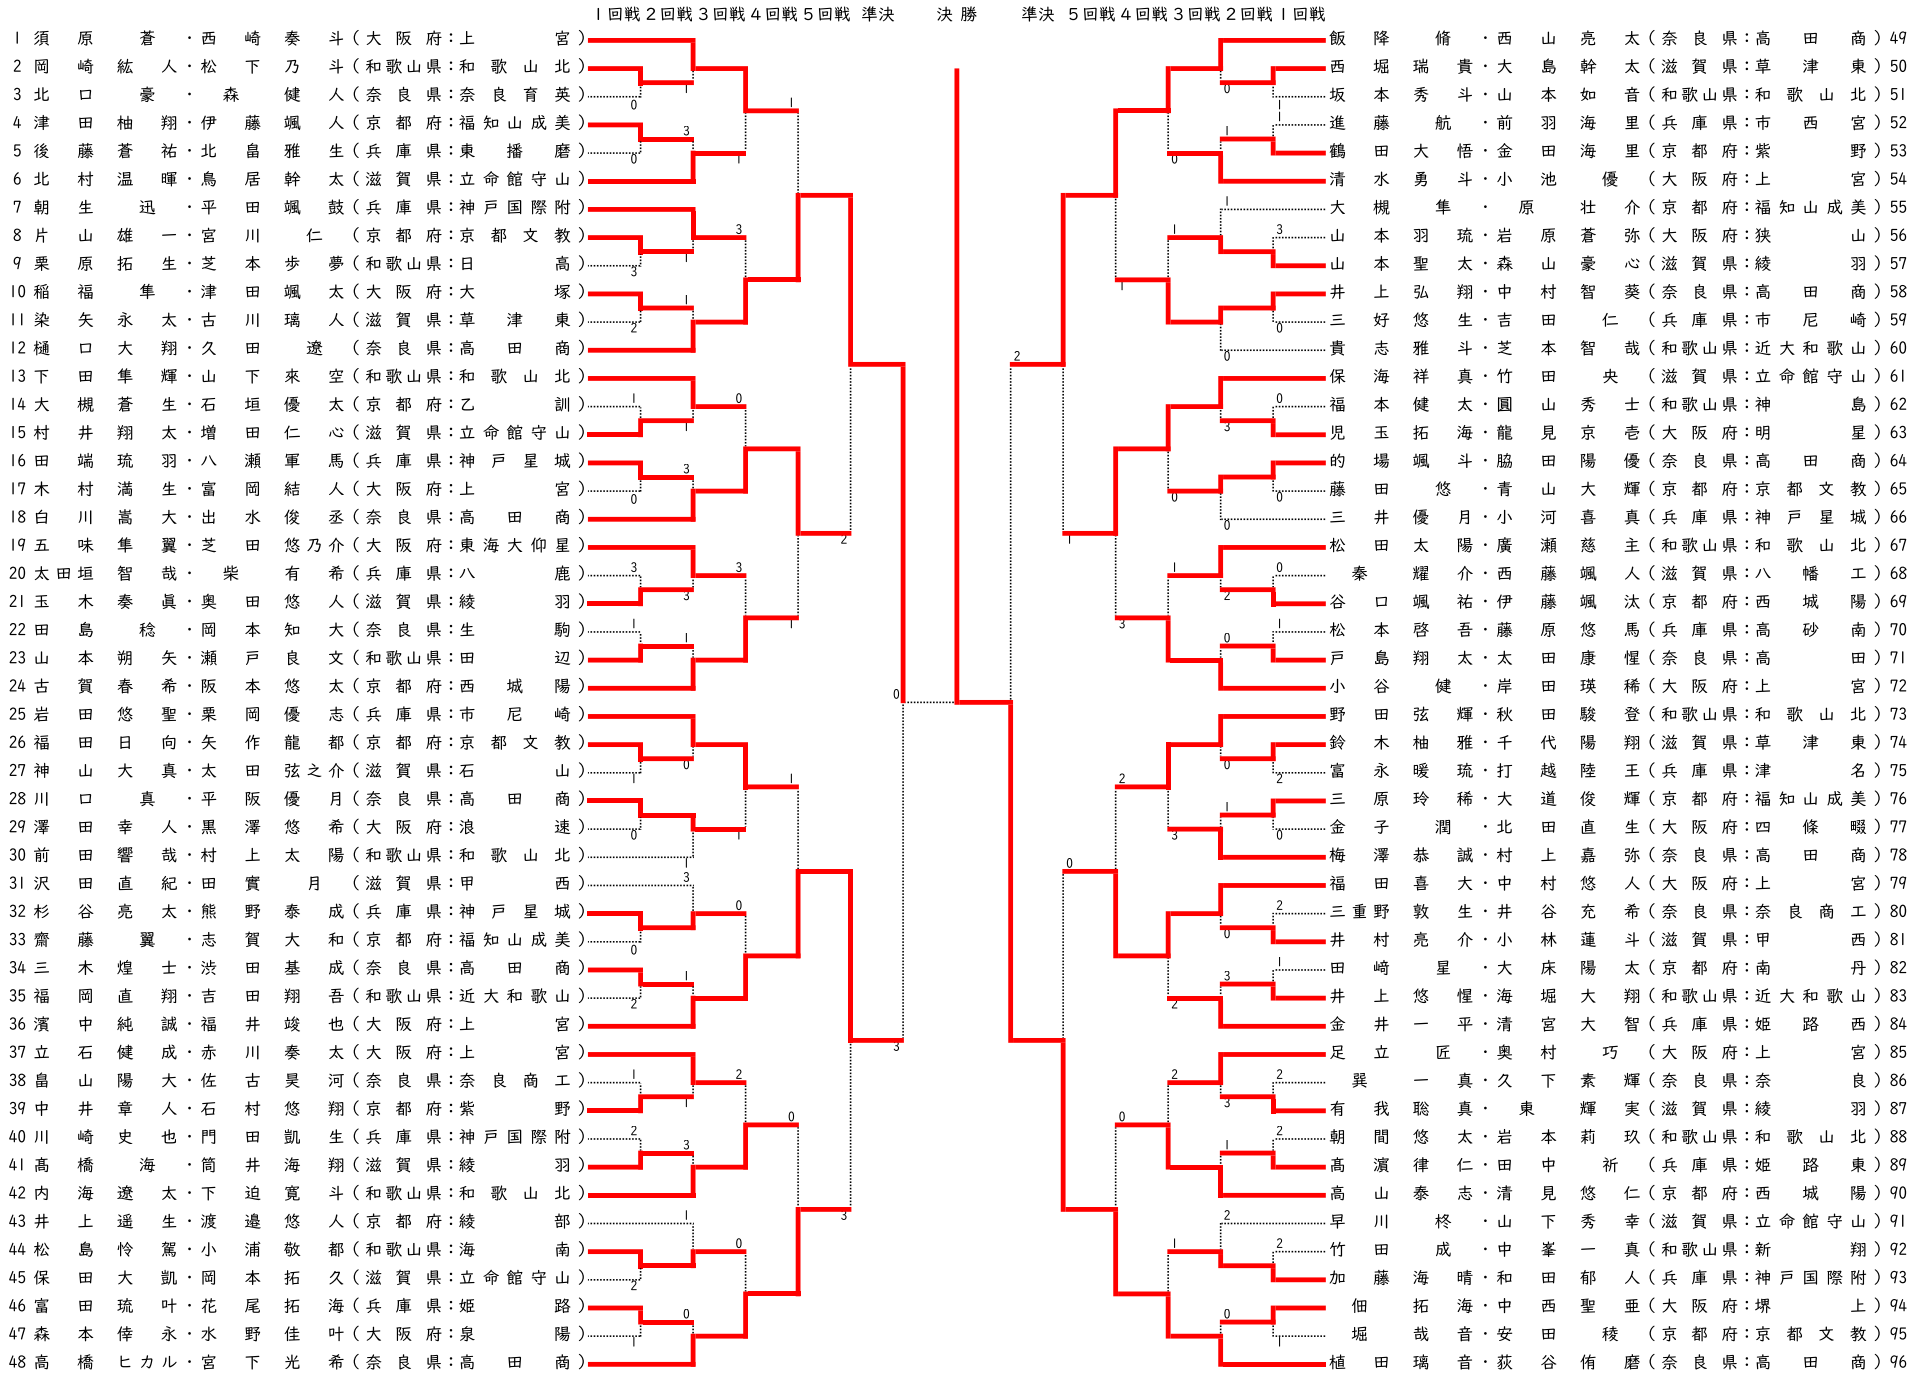 1回戦 2回戦 3回戦 4回戦 5回戦 準決 決勝 準決 5回戦 4回戦 3回戦 2回戦 1回戦
1 須原 蒼・西崎奏斗(大阪府:上宮)
2 岡崎紘人・松下乃斗(和歌山県:和歌山北)
3 北口 豪・森 健人(奈良県:奈良育英)
4 津田柚翔・伊藤颯人(京都府:福知山成美)
5 後藤蒼祐・北畠雅生(兵庫県:東播磨)
6 北村温暉・鳥居幹太(滋賀県:立命館守山)
7 朝生 迅・平田颯鼓(兵庫県:神戸国際附)
8 片山雄一・宮川 仁(京都府:京都文教)
9 栗原拓生・芝本歩夢(和歌山県:日高)
10 稲福 隼・津田颯太(大阪府:大塚)
11 染矢永太・古川璃人(滋賀県:草津東)
12 樋口大翔・久田 遼(奈良県:高田商)
13 下田隼輝・山下來空(和歌山県:和歌山北)
14 大槻蒼生・石垣優太(京都府:乙訓)
15 村井翔太・増田仁心(滋賀県:立命館守山)
16 田端琉羽・八瀬軍馬(兵庫県:神戸星城)
17 木村満生・富岡結人(大阪府:上宮)
18 白川嵩大・出水俊丞(奈良県:高田商)
19 五味隼翼・芝田悠乃介(大阪府:東海大仰星)
20 太田垣智哉・柴 有希(兵庫県:八鹿)
21 玉木奏眞・奥田悠人(滋賀県:綾羽)
22 田島 稔・岡本知大(奈良県:生駒)
23 山本朔矢・瀬戸良文(和歌山県:田辺)
24 古賀春希・阪本悠太(京都府:西城陽)
25 岩田悠聖・栗岡優志(兵庫県:市尼崎)
26 福田日向・矢作龍都(京都府:京都文教)
27 神山大真・太田弦之介(滋賀県:石山)
28 川口 真・平阪優月(奈良県:高田商)
29 澤田幸人・黒澤悠希(大阪府:浪速)
30 前田響哉・村上太陽(和歌山県:和歌山北)
31 沢田直紀・田實 月(滋賀県:甲西)
32 杉谷亮太・熊野泰成(兵庫県:神戸星城)
33 齋藤 翼・志賀大和(京都府:福知山成美)
34 三木煌士・渋田基成(奈良県:高田商)
35 福岡直翔・吉田翔吾(和歌山県:近大和歌山)
36 濱中純誠・福井竣也(大阪府:上宮)
37 立石健成・赤川奏太(大阪府:上宮)
38 畠山陽大・佐古昊河(奈良県:奈良商工)
39 中井章人・石村悠翔(京都府:紫野)
40 川崎史也・門田凱生(兵庫県:神戸国際附)
41 髙橋 海・筒井海翔(滋賀県:綾羽)
42 内海遼太・下迫寛斗(和歌山県:和歌山北)
43 井上遥生・渡邉悠人(京都府:綾部)
44 松島怜駕・小浦敬都(和歌山県:海南)
45 保田大凱・岡本拓久(滋賀県:立命館守山)
46 富田琉叶・花尾拓海(兵庫県:姫路)
47 森本倖永・水野佳叶(大阪府:泉陽)
48 高橋ヒカル・宮下光希(奈良県:高田商)
飯降 脩・西山亮太(奈良県:高田商)49
西堀瑞貴・大島幹太(滋賀県:草津東)50
坂本秀斗・山本如音(和歌山県:和歌山北)51
進藤 航・前羽海里(兵庫県:市西宮)52
鶴田大悟・金田海里(京都府:紫野)53
清水勇斗・小池 優(大阪府:上宮)54
大槻 隼・原 壮介(京都府:福知山成美)55
山本羽琉・岩原蒼弥(大阪府:狭山)56
山本聖太・森山豪心(滋賀県:綾羽)57
井上弘翔・中村智葵(奈良県:高田商)58
三好悠生・吉田 仁(兵庫県:市尼崎)59
貴志雅斗・芝本智哉(和歌山県:近大和歌山)60
保海祥真・竹田 央(滋賀県:立命館守山)61
福本健太・圓山秀士(和歌山県:神島)62
児玉拓海・龍見京壱(大阪府:明星)63
的場颯斗・脇田陽優(奈良県:高田商)64
藤田 悠・青山大輝(京都府:京都文教)65
三井優月・小河喜真(兵庫県:神戸星城)66
松田太陽・廣瀬慈主(和歌山県:和歌山北)67
秦 耀介・西藤颯人(滋賀県:八幡工)68
谷口颯祐・伊藤颯汰(京都府:西城陽)69
松本啓吾・藤原悠馬(兵庫県:高砂南)70
戸島翔太・太田康惺(奈良県:高田)71
小谷 健・岸田瑛稀(大阪府:上宮)72
野田弦輝・秋田駿登(和歌山県:和歌山北)73
鈴木柚雅・千代陽翔(滋賀県:草津東)74
富永暖琉・打越陸王(兵庫県:津名)75
三原玲稀・大道俊輝(京都府:福知山成美)76
金子 潤・北田直生(大阪府:四條畷)77
梅澤恭誠・村上嘉弥(奈良県:高田商)78
福田喜大・中村悠人(大阪府:上宮)79
三重野敦生・井谷充希(奈良県:奈良商工)80
井村亮介・小林蓮斗(滋賀県:甲西)81
田﨑 星・大床陽太(京都府:南丹)82
井上悠惺・海堀大翔(和歌山県:近大和歌山)83
金井一平・清宮大智(兵庫県:姫路西)84
足立 匠・奥村 巧(大阪府:上宮)85
巽 一真・久下素輝(奈良県:奈良)86
有我聡真・東 輝実(滋賀県:綾羽)87
朝間悠太・岩本莉玖(和歌山県:和歌山北)88
髙濵律仁・田中 祈(兵庫県:姫路東)89
高山泰志・清見悠仁(京都府:西城陽)90
早川 柊・山下秀幸(滋賀県:立命館守山)91
竹田 成・中峯一真(和歌山県:新翔)92
加藤海晴・和田郁人(兵庫県:神戸国際附)93
佃 拓海・中西聖亜(大阪府:堺上)94
堀 哉音・安田 稜(京都府:京都文教)95
植田璃音・荻谷侑磨(奈良県:高田商)96